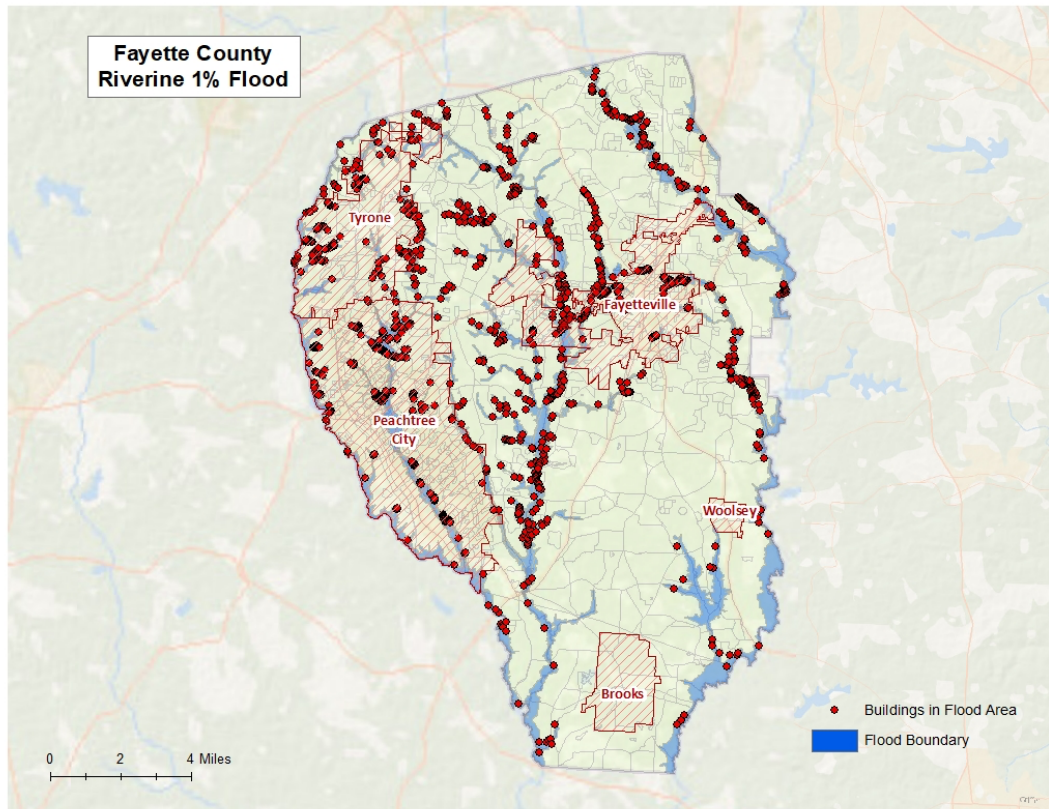 Fayette County
Riverine 1% Flood
Tyrone
Fayetteville
Peachtree
City
Woolsey
Brooks
Buildings in Flood Area
Flood Boundary
0 2 4 Miles